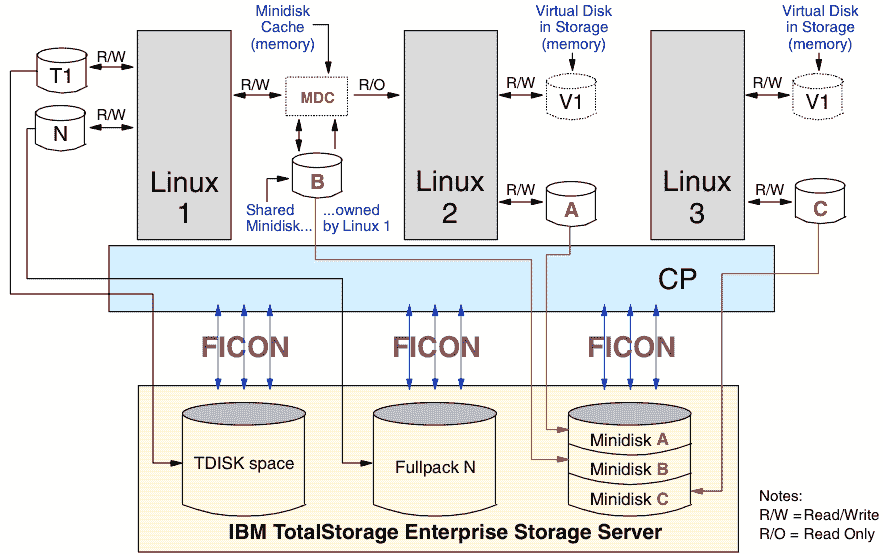 Minidisk
Cache
(memory)
Virtual Disk
in Storage
(memory)
Virtual Disk
in Storage
(memory)
T1
R/W
N
R/W
Linux
1
R/W
MDC
R/O
B
Shared
Minidisk...
...owned
by Linux 1
Linux
2
R/W
V1
R/W
A
Linux
3
R/W
V1
R/W
C
CP
FICON
FICON
FICON
TDISK space
Fullpack N
Minidisk A
Minidisk B
Minidisk C
IBM TotalStorage Enterprise Storage Server
Notes:
R/W = Read/Write
R/O = Read Only